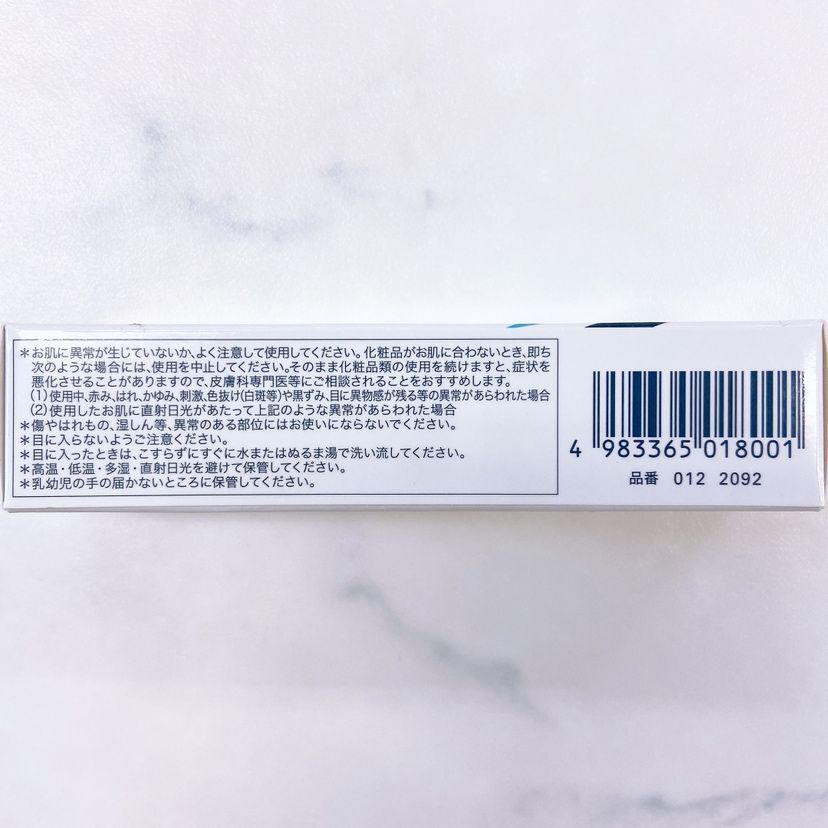 ＊お肌に異常が生じていないか、よく注意して使用してください。化粧品がお肌に合わないとき、即ち
次のような場合には、使用を中止してください。そのまま化粧品類の使用を続けますと、症状を
悪化させることがありますので、皮膚科専門医等にご相談されることをおすすめします。
(1)使用中、赤み、はれ、かゆみ、刺激、色抜け(白斑等)や黒ずみ、目に異物感が残る等の異常があらわれた場合
(2)使用したお肌に直射日光があたって上記のような異常があらわれた場合
＊傷やはれもの、湿しん等、異常のある部位にはお使いにならないでください。
＊目に入らないようご注意ください。
＊目に入ったときは、こすらずにすぐに水またはぬるま湯で洗い流してください。
＊高温・低温・多湿・直射日光を避けて保管してください。
＊乳幼児の手の届かないところに保管してください。
4 983365 018001
品番 012 2092